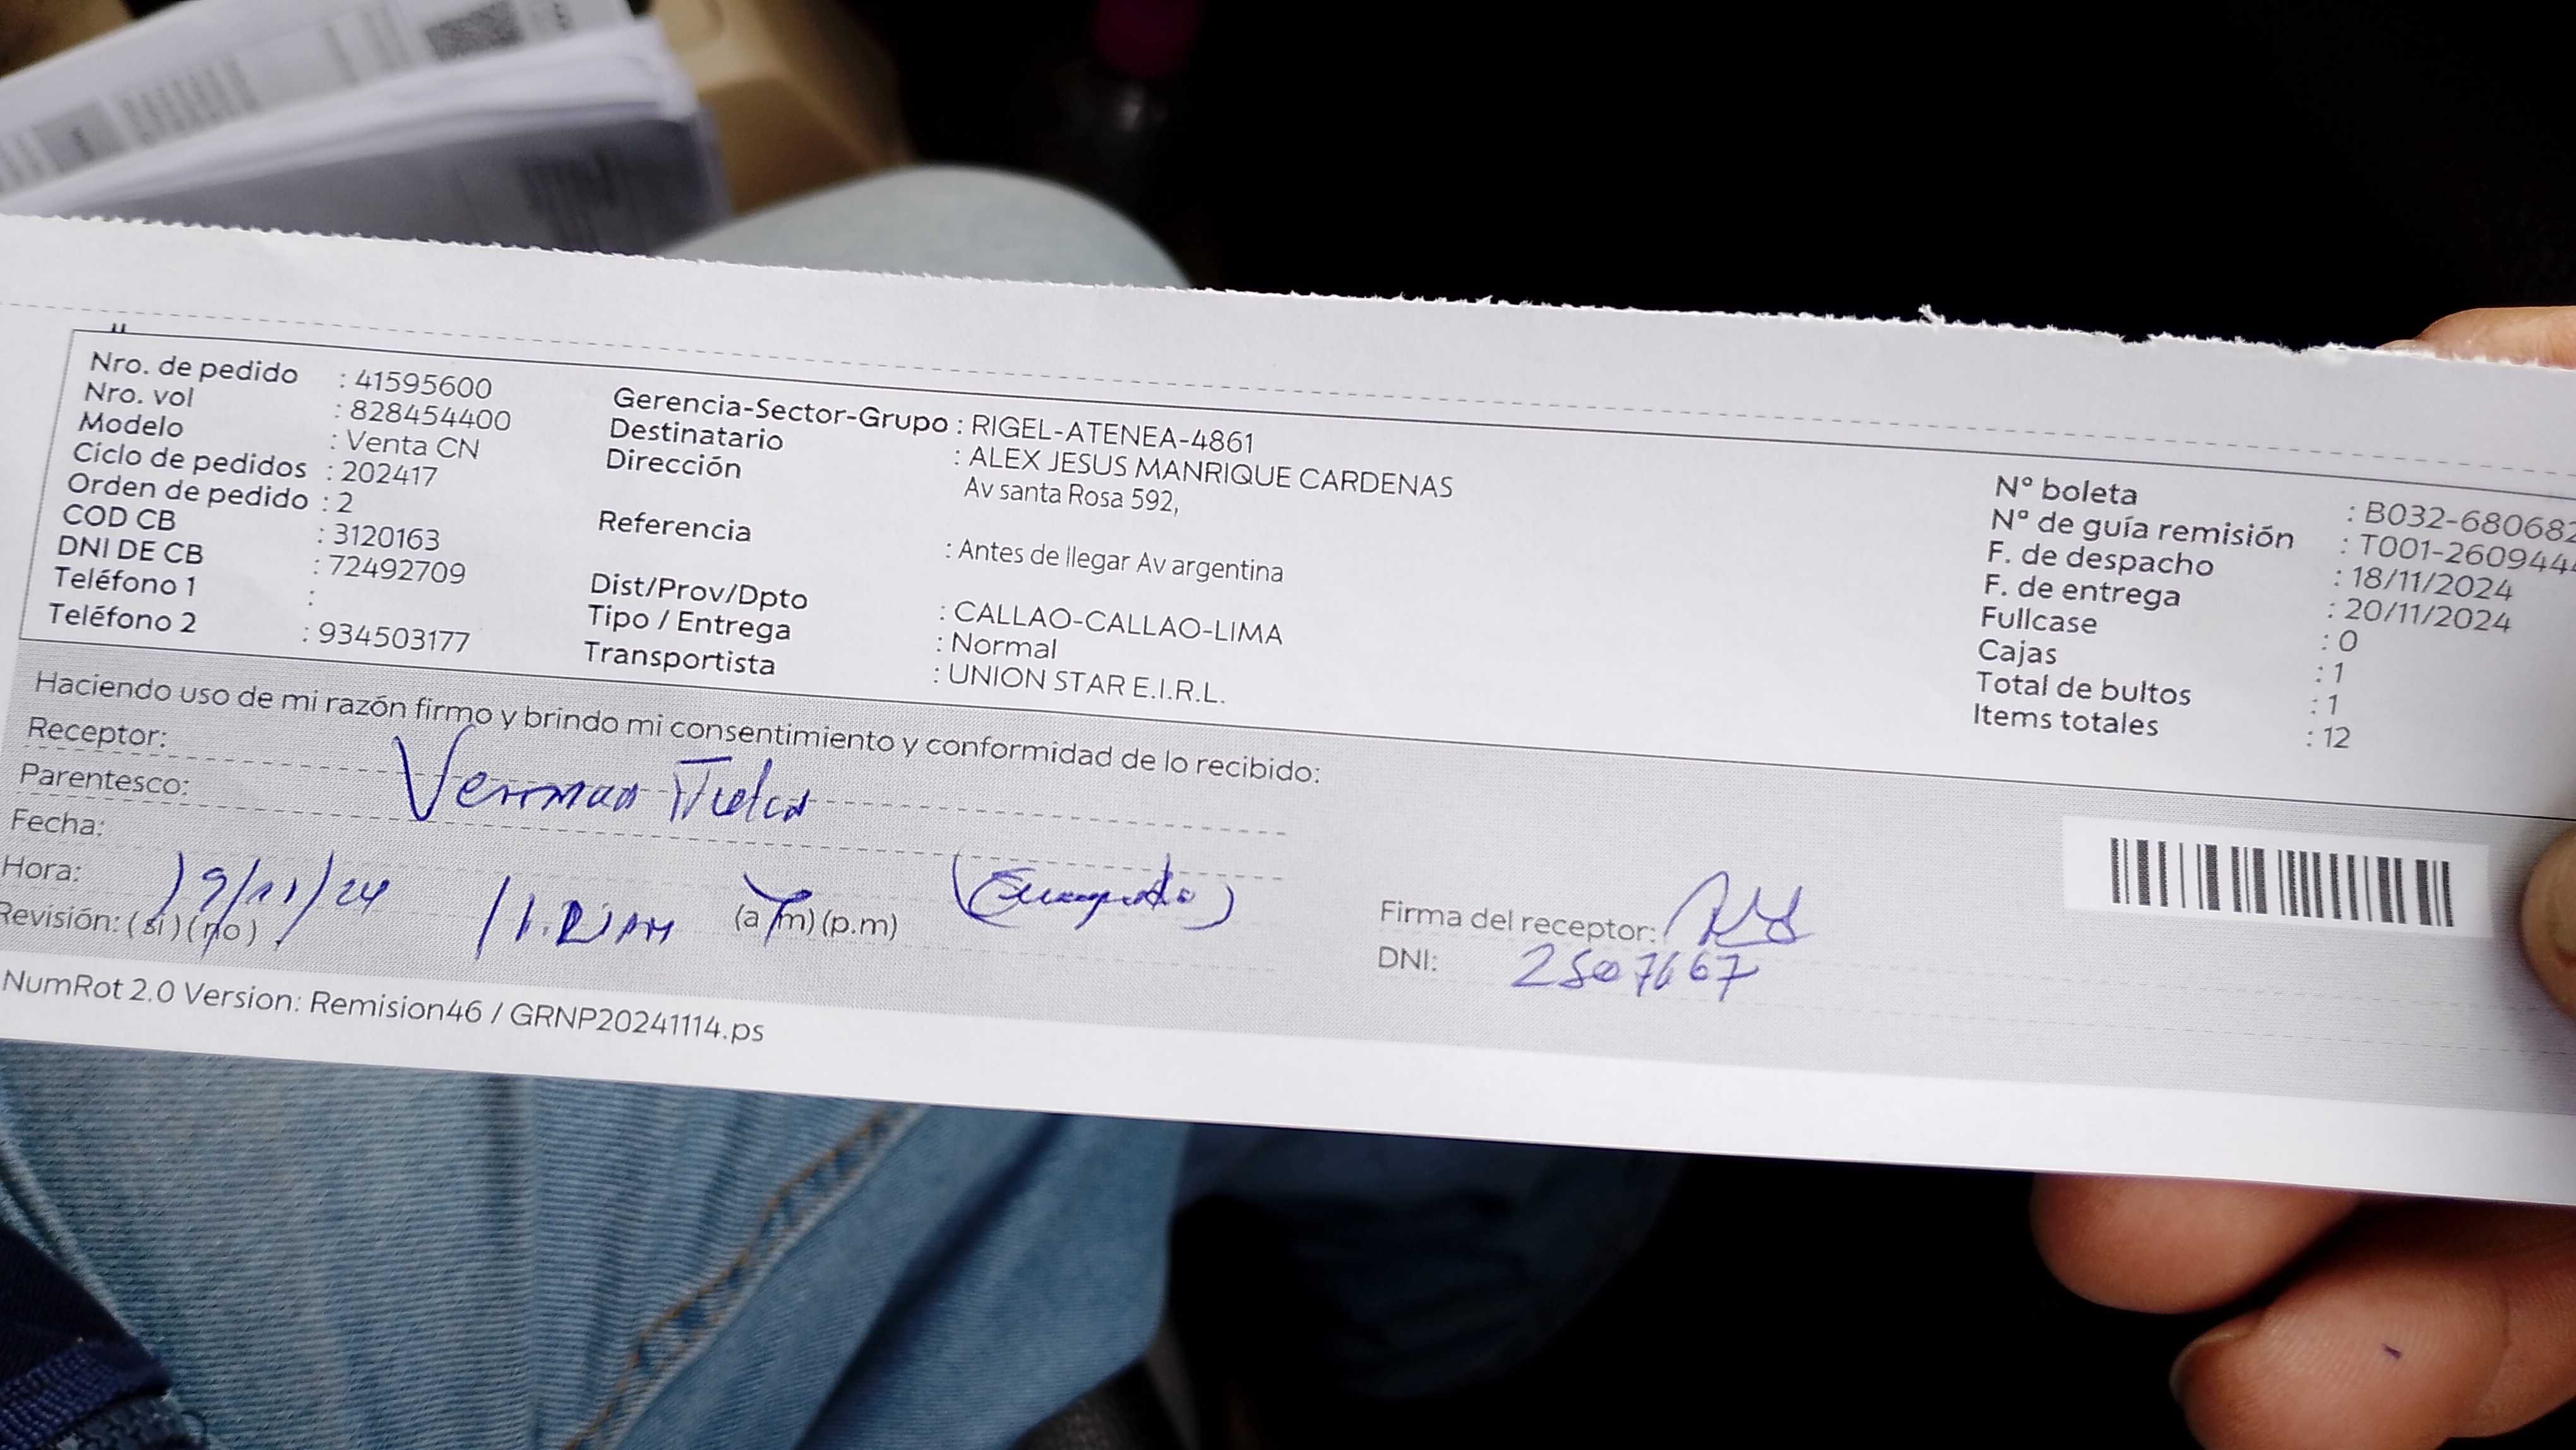 Nro. de pedido : 41595600
Nro. vol : 828454400
Modelo : Venta CN
Ciclo de pedidos : 202417
Orden de pedido : 2
COD CB : 3120163
DNI DE CB : 72492709
Teléfono 1 :
Teléfono 2 : 934503177
Gerencia-Sector-Grupo : RIGEL-ATENEA-4861
Destinatario : ALEX JESUS MANRIQUE CARDENAS
Dirección Av santa Rosa 592,
Referencia : Antes de llegar Av argentina
Dist/Prov/Dpto : CALLAO-CALLAO-LIMA
Tipo / Entrega : Normal
Transportista : UNION STAR E.I.R.L.
N° boleta : B032-680682
N° de guía remisión : T001-2609444
F. de despacho : 18/11/2024
F. de entrega : 20/11/2024
Fullcase : 0
Cajas : 1
Total de bultos : 1
Items totales : 12
Haciendo uso de mi razón firmo y brindo mi consentimiento y conformidad de lo recibido:
Receptor:
Parentesco:
Fecha: 19/11/24
Hora: (a m) (p.m)
Revisión: (si) (no)
Firma del receptor:
DNI:
NumRot 2.0 Version: Remision46 / GRNP20241114.ps